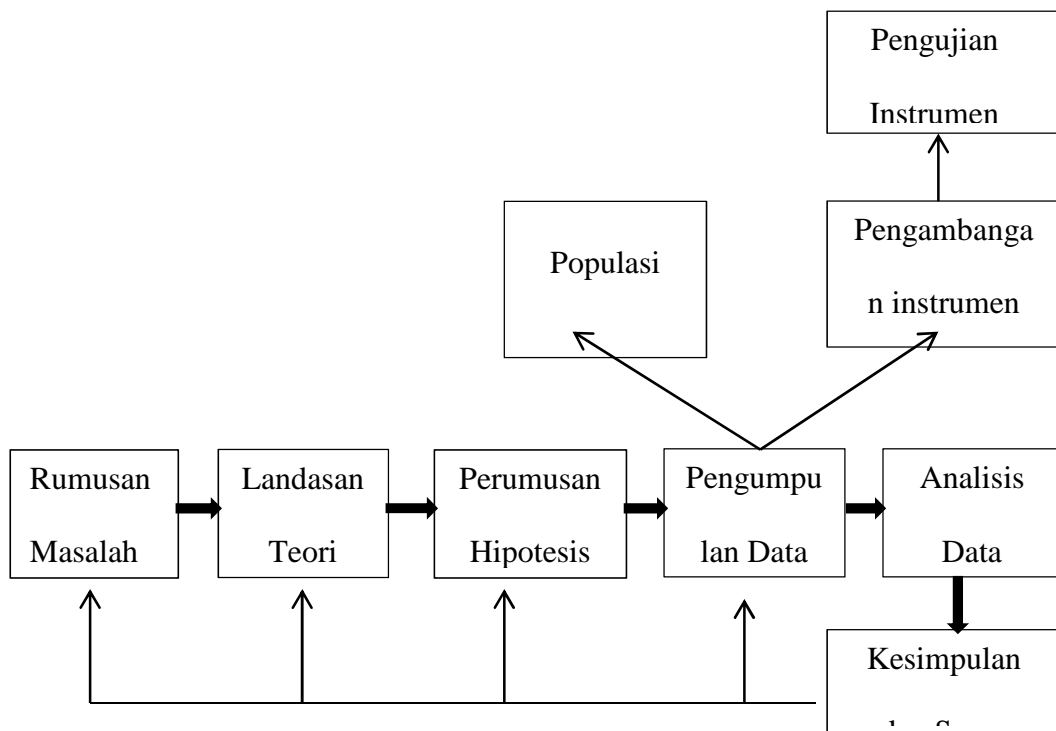 Pengujian
Instrumen
Populasi
Pengambanga
n instrumen
Rumusan
Masalah
Landasan
Teori
Perumusan
Hipotesis
Pengumpu
lan Data
Analisis
Data
Kesimpulan